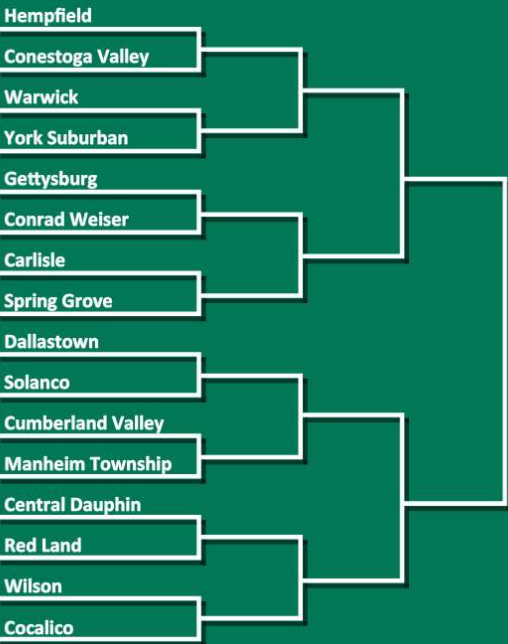 Hempfield
Conestoga Valley
Warwick
York Suburban
Gettysburg
Conrad Weiser
Carlisle
Spring Grove
Dallastown
Solanco
Cumberland Valley
Manheim Township
Central Dauphin
Red Land
Wilson
Cocalico